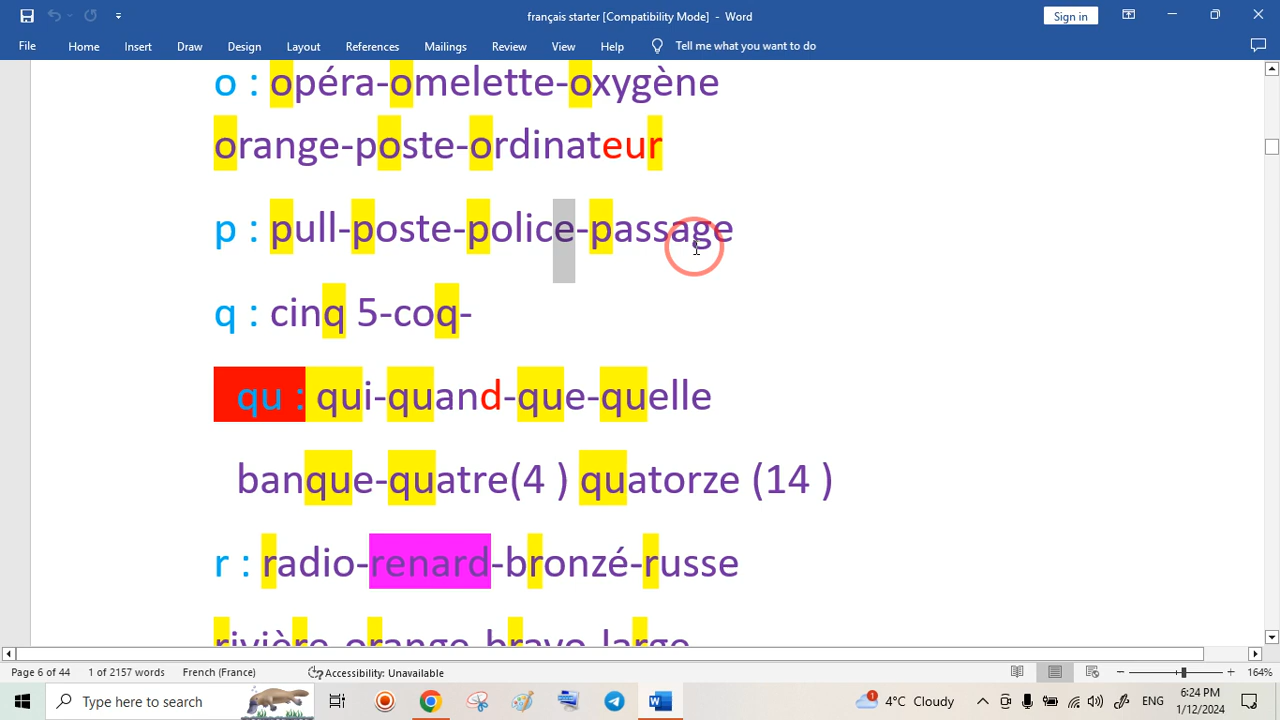 français starter [Compatibility Mode] - Word
Sign in
File Home Insert Draw Design Layout References Mailings Review View Help Tell me what you want to do
o : opéra-omelette-oxygène
orange-poste-ordinateur
p : pull-poste-police-passage
q : cinq 5-coq-
qu : qui-quand-que-quelle
banque-quatre(4 ) quatorze (14 )
r : radio-renard-bronzé-russe
rivière-orange-bravo-large
Page 6 of 44 1 of 2157 words French (France) Accessibility: Unavailable 164%
Type here to search 4°C Cloudy ENG 6:24 PM
1/12/2024